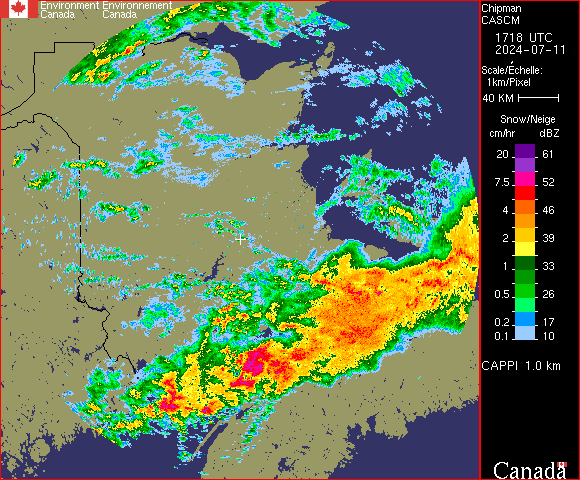 Environment Environnement
Canada Canada
Chipman
CASCM
1718 UTC
2024-07-11
Scale/Échelle:
1km/Pixel
40 KM
Snow/Neige
cm/hr dBZ
20 61
7.5 52
4 46
2 39
1 33
0.5 26
0.2 17
0.1 10
CAPPI 1.0 km
Canada